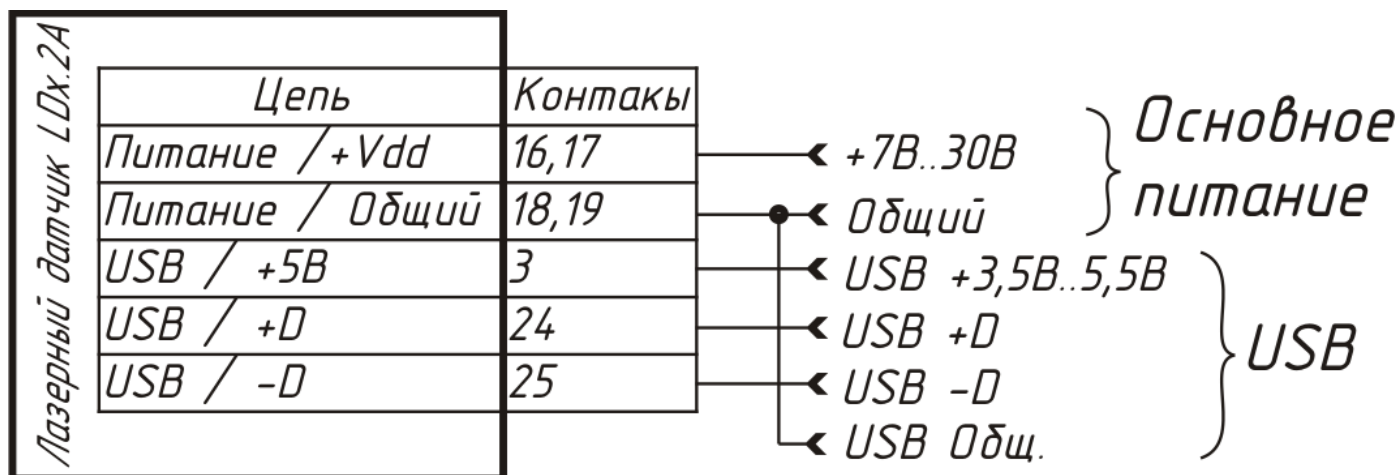 Лазерный датчик LDx.2A
Цепь Контакы
Питание /+Vdd 16,17 +7В..30В
Питание / Общий 18,19 Общий
Основное
питание
USB / +5В 3 USB +3,5В..5,5В
USB / +D 24 USB +D
USB / -D 25 USB -D
USB Общ.
USB